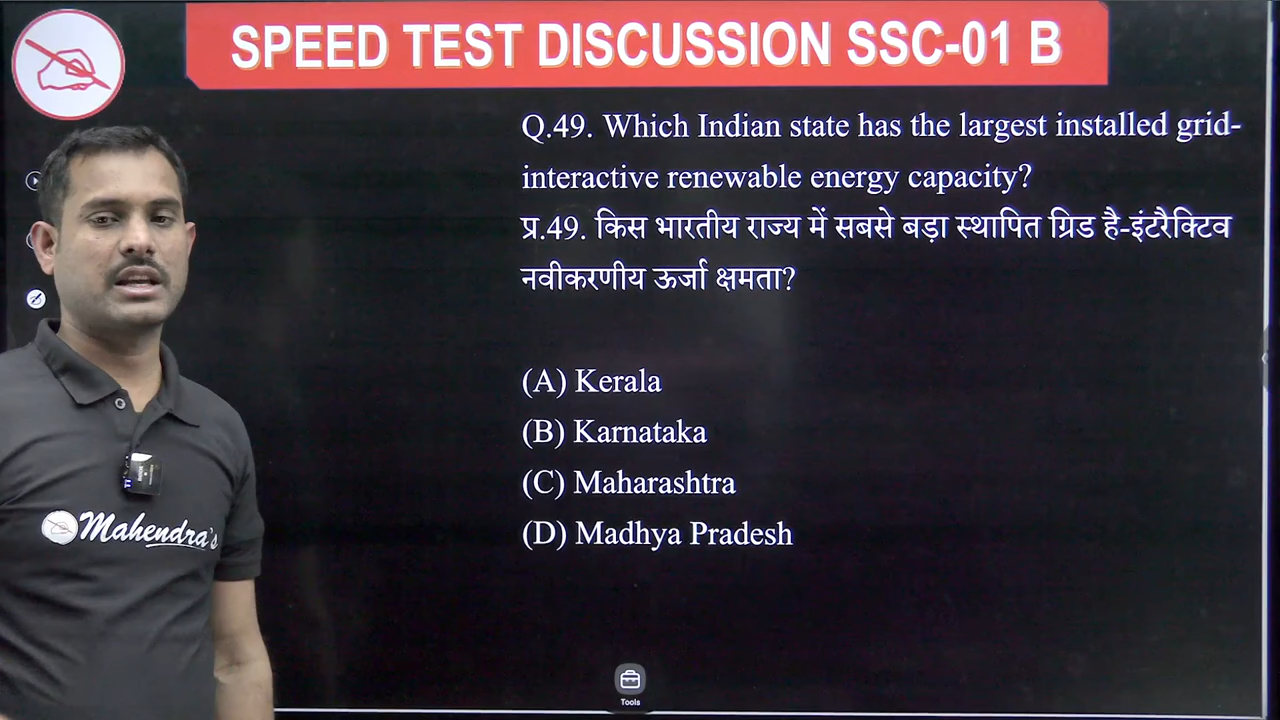 SPEED TEST DISCUSSION SSC-01 B
Q.49. Which Indian state has the largest installed grid-
interactive renewable energy capacity?
प्र.49. किस भारतीय राज्य में सबसे बड़ा स्थापित ग्रिड है-इंटरैक्टिव
नवीकरणीय ऊर्जा क्षमता?
(A) Kerala
(B) Karnataka
(C) Maharashtra
(D) Madhya Pradesh
Mahendra's
Tools